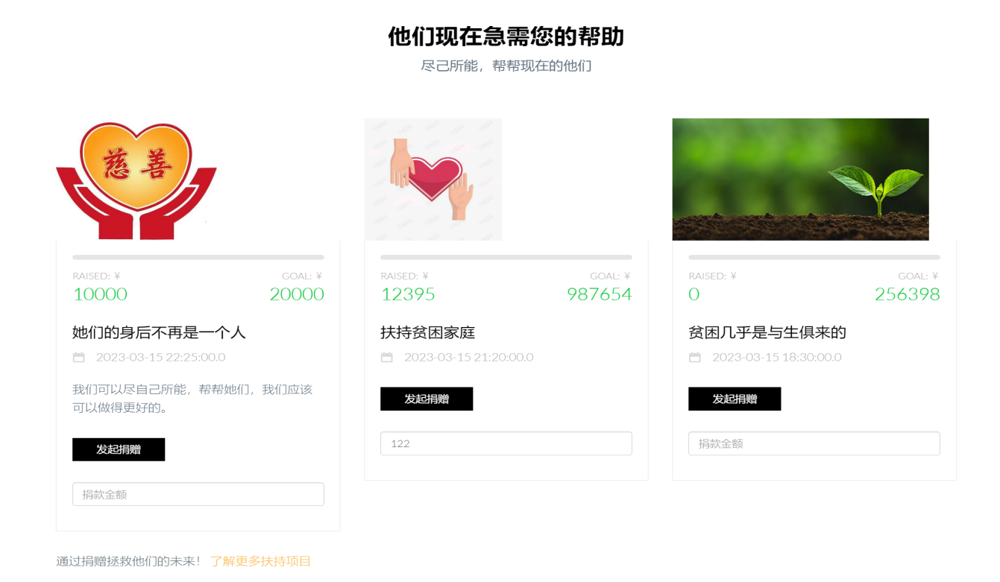 他们现在急需您的帮助
尽己所能，帮帮现在的他们
慈善
RAISED: ¥
GOAL: ¥
10000
20000
她们的身后不再是一个人
2023-03-15 22:25:00.0
我们可以尽自己所能，帮帮她们，我们应该
可以做得更好的。
发起捐赠
捐款金额
RAISED: ¥
GOAL: ¥
12395
987654
扶持贫困家庭
2023-03-15 21:20:00.0
发起捐赠
122
RAISED: ¥
GOAL: ¥
0
256398
贫困几乎是与生俱来的
2023-03-15 18:30:00.0
发起捐赠
捐款金额
通过捐赠拯救他们的未来！ 了解更多扶持项目